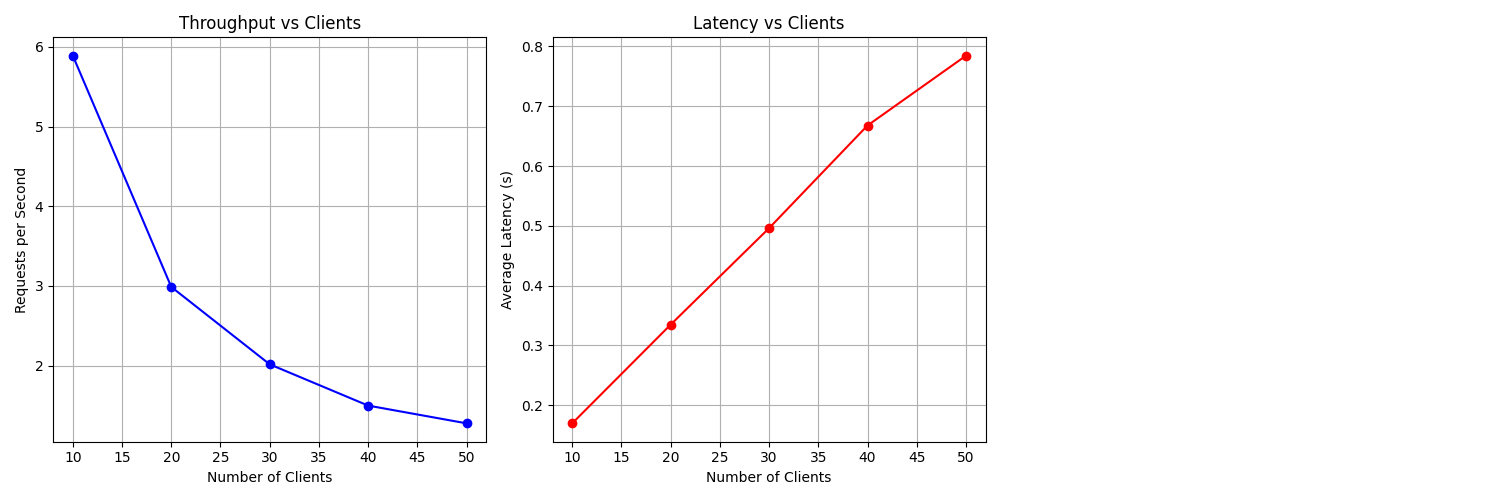 Throughput vs Clients
Requests per Second
6
5
4
3
2
10 15 20 25 30 35 40 45 50
Number of Clients
Latency vs Clients
Average Latency (s)
0.8
0.7
0.6
0.5
0.4
0.3
0.2
10 15 20 25 30 35 40 45 50
Number of Clients